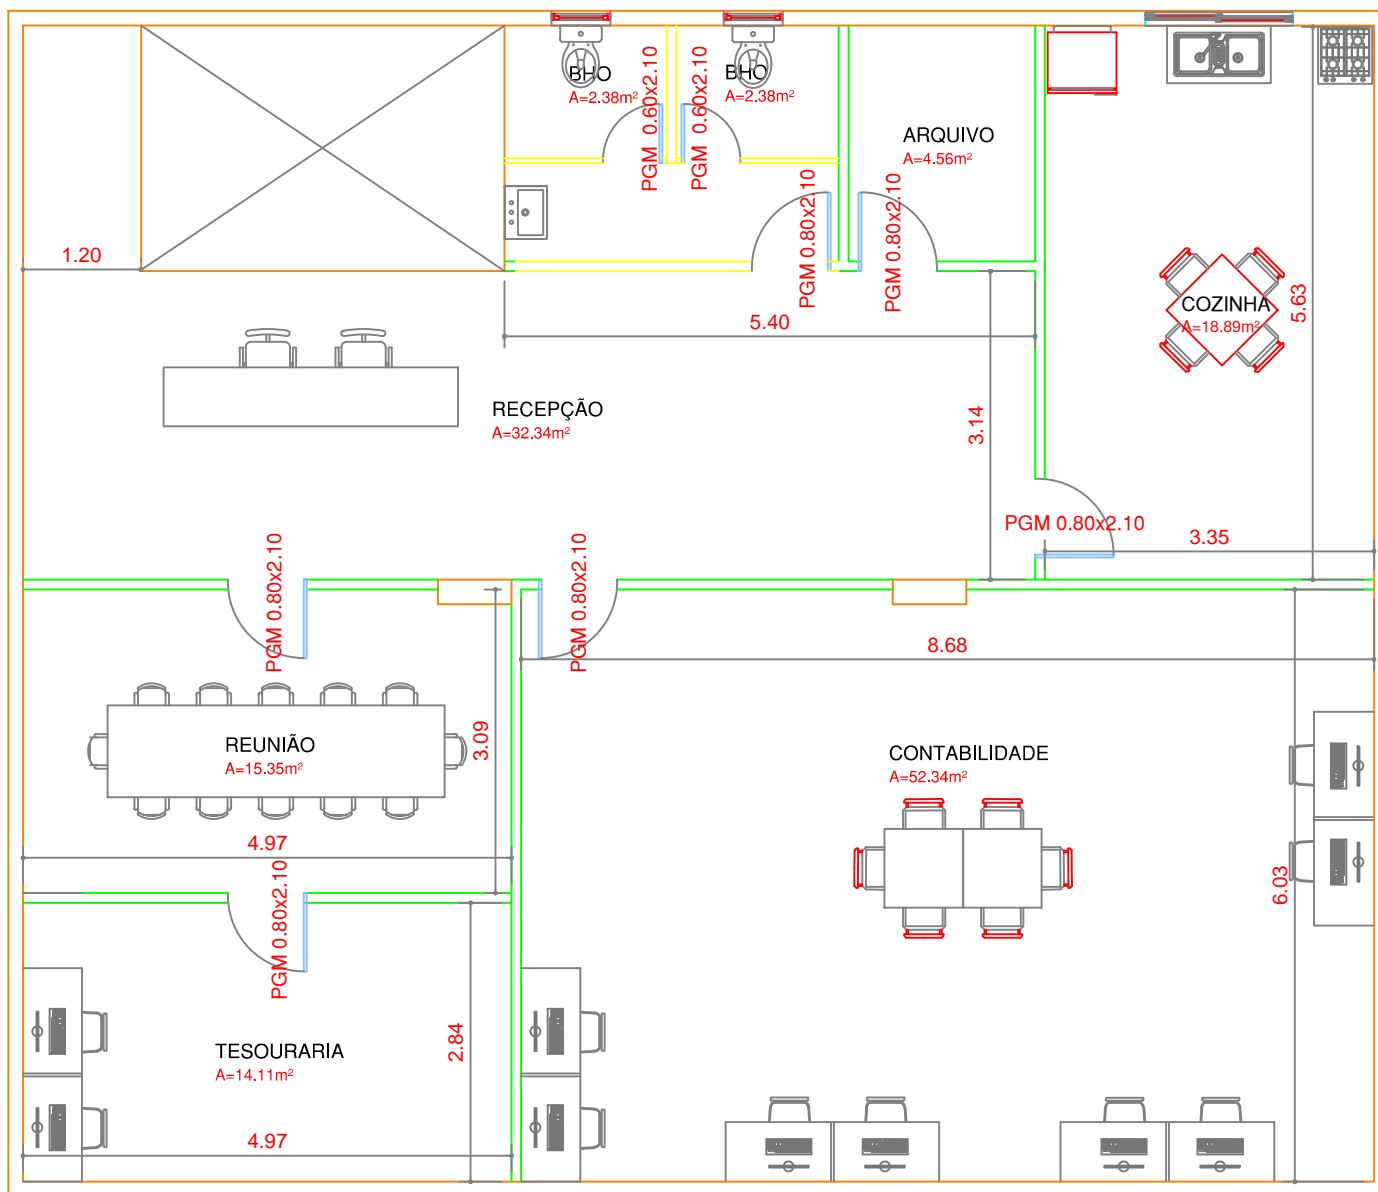 BHO
A=2.38m²
PGM 0.60x2.10
PGM 0.60x2.10
BHO
A=2.38m²
ARQUIVO
A=4.56m²
PGM 0.80x2.10
PGM 0.80x2.10
1.20
5.40
COZINHA
A=18.89m²
5.63
RECEPÇÃO
A=32.34m²
3.14
PGM 0.80x2.10
3.35
PGM 0.80x2.10
PGM 0.80x2.10
8.68
REUNIÃO
A=15.35m²
3.09
CONTABILIDADE
A=52.34m²
4.97
PGM 0.80x2.10
6.03
TESOURARIA
A=14.11m²
2.84
4.97